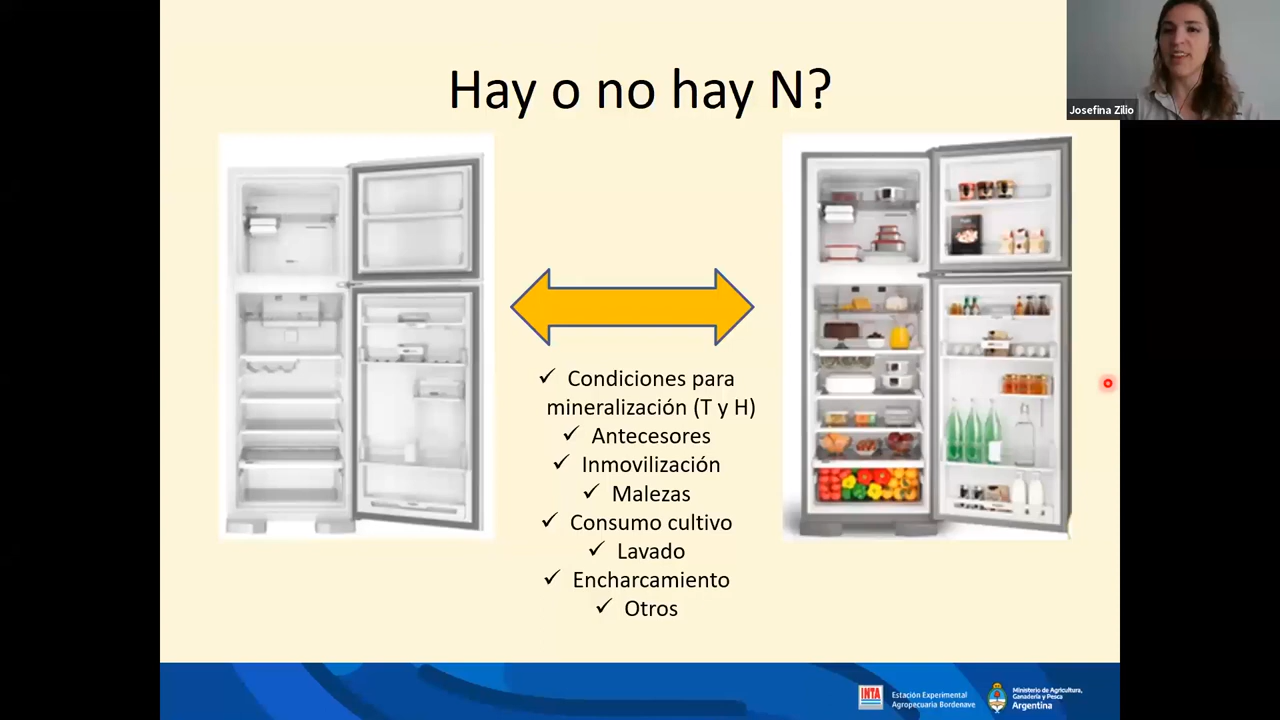 Hay o no hay N?
Josefina Zilio
✓ Condiciones para
mineralización (T y H)
✓ Antecesores
✓ Inmovilización
✓ Malezas
✓ Consumo cultivo
✓ Lavado
✓ Encharcamiento
✓ Otros
INTA
Estación Experimental
Agropecuaria Bordenave
Ministerio de Agricultura,
Ganadería y Pesca
Argentina